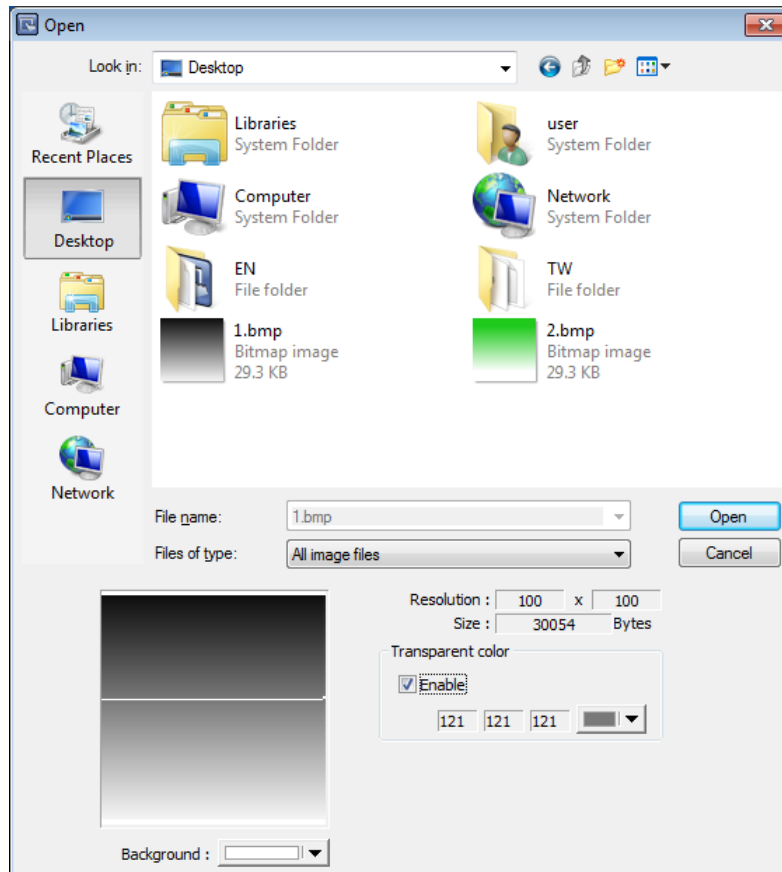 Open
Look in:
Desktop
Recent Places
Desktop
Libraries
Computer
Network
Libraries
System Folder
user
System Folder
Computer
System Folder
Network
System Folder
EN
File folder
TW
File folder
1.bmp
Bitmap image
29.3 KB
2.bmp
Bitmap image
29.3 KB
File name:
1.bmp
Open
Files of type:
All image files
Cancel
Resolution : 100 x 100
Size : 30054 Bytes
Transparent color
Enable
121 121 121
Background :